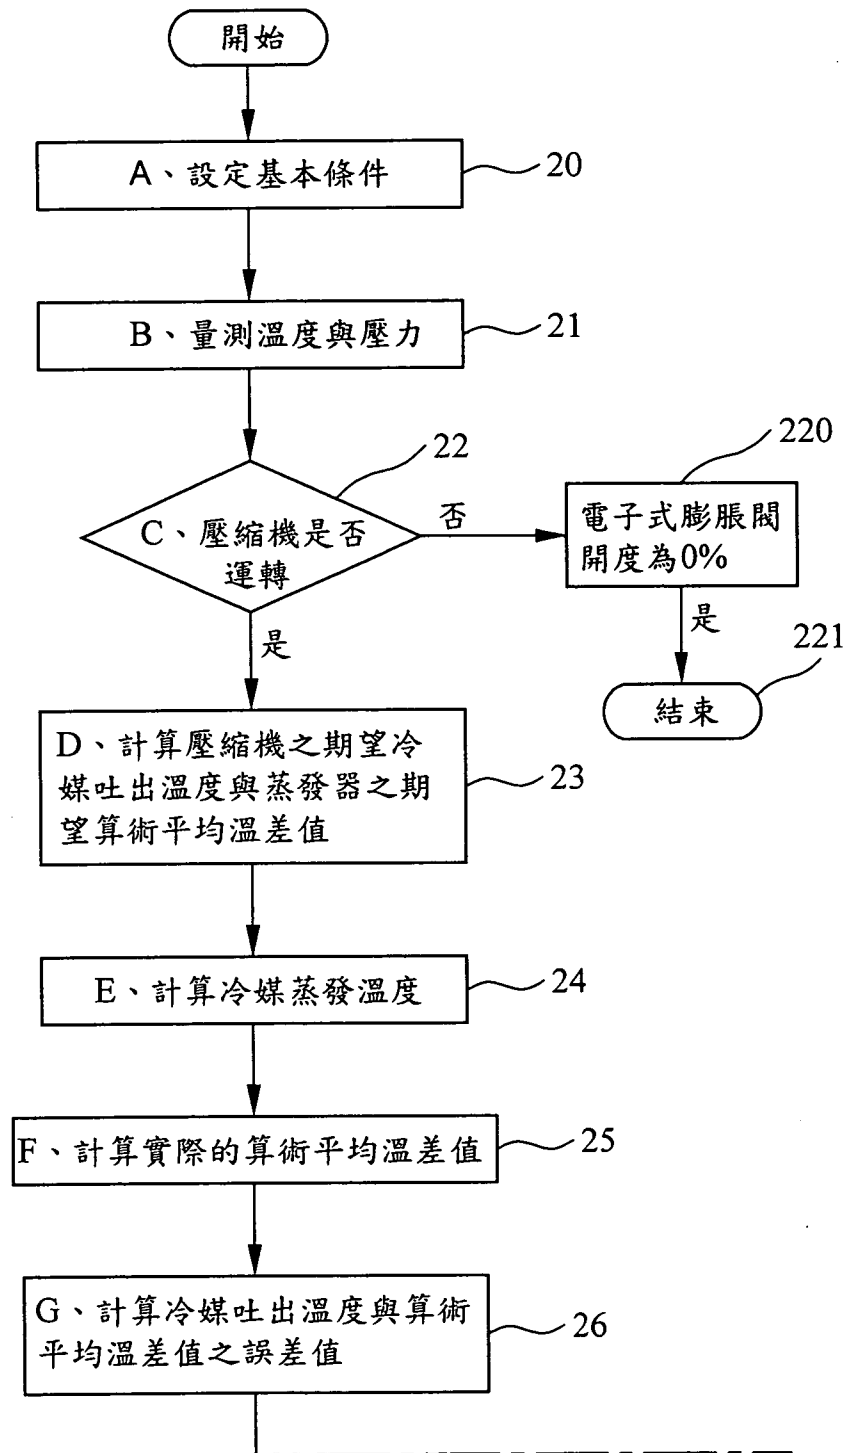 開始
A、設定基本條件
20
B、量測溫度與壓力
21
22
C、壓縮機是否
運轉
否
220
電子式膨脹閥
開度為0%
是
221
結束
是
D、計算壓縮機之期望冷
媒吐出溫度與蒸發器之期
望算術平均溫差值
23
E、計算冷媒蒸發溫度
24
F、計算實際的算術平均溫差值
25
G、計算冷媒吐出溫度與算術
平均溫差值之誤差值
26